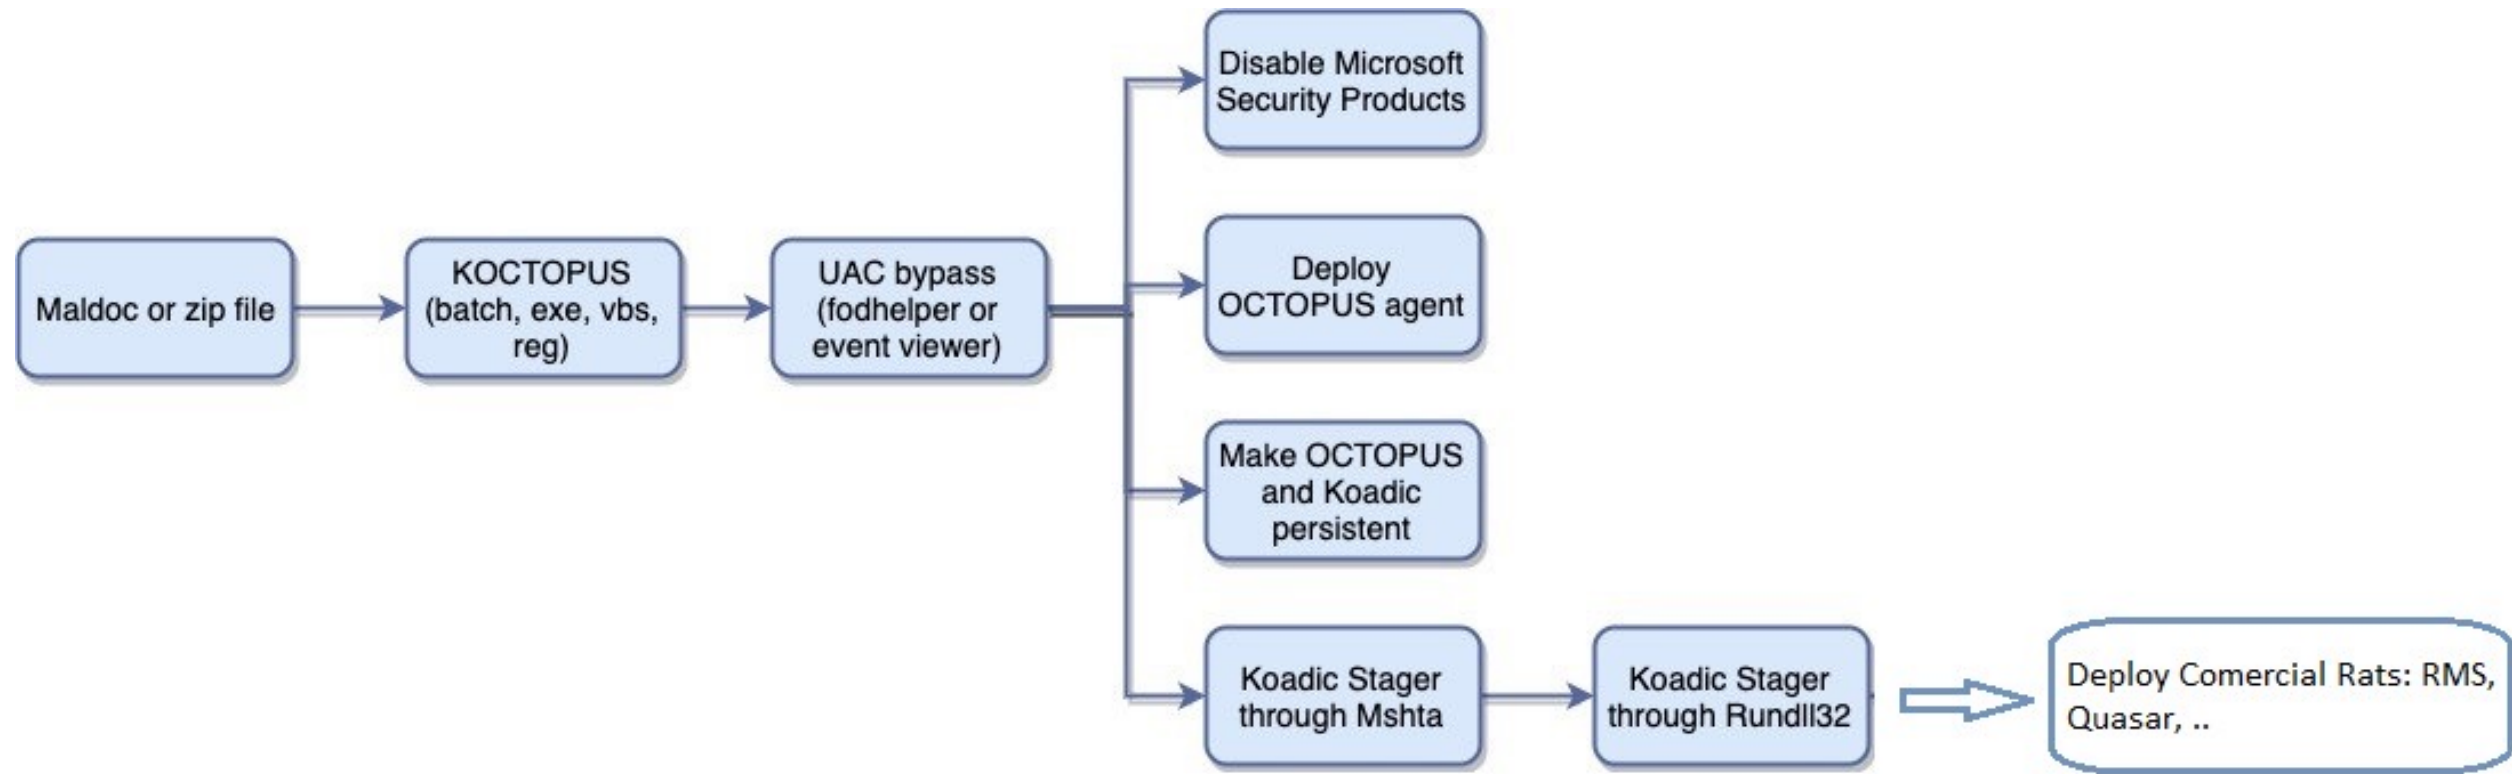 Maldoc or zip file
KOCTOPUS
(batch, exe, vbs,
reg)
UAC bypass
(fodhelper or
event viewer)
Disable Microsoft
Security Products
Deploy
OCTOPUS agent
Make OCTOPUS
and Koadic
persistent
Koadic Stager
through Mshta
Koadic Stager
through Rundll32
Deploy Comercial Rats: RMS,
Quasar, ..